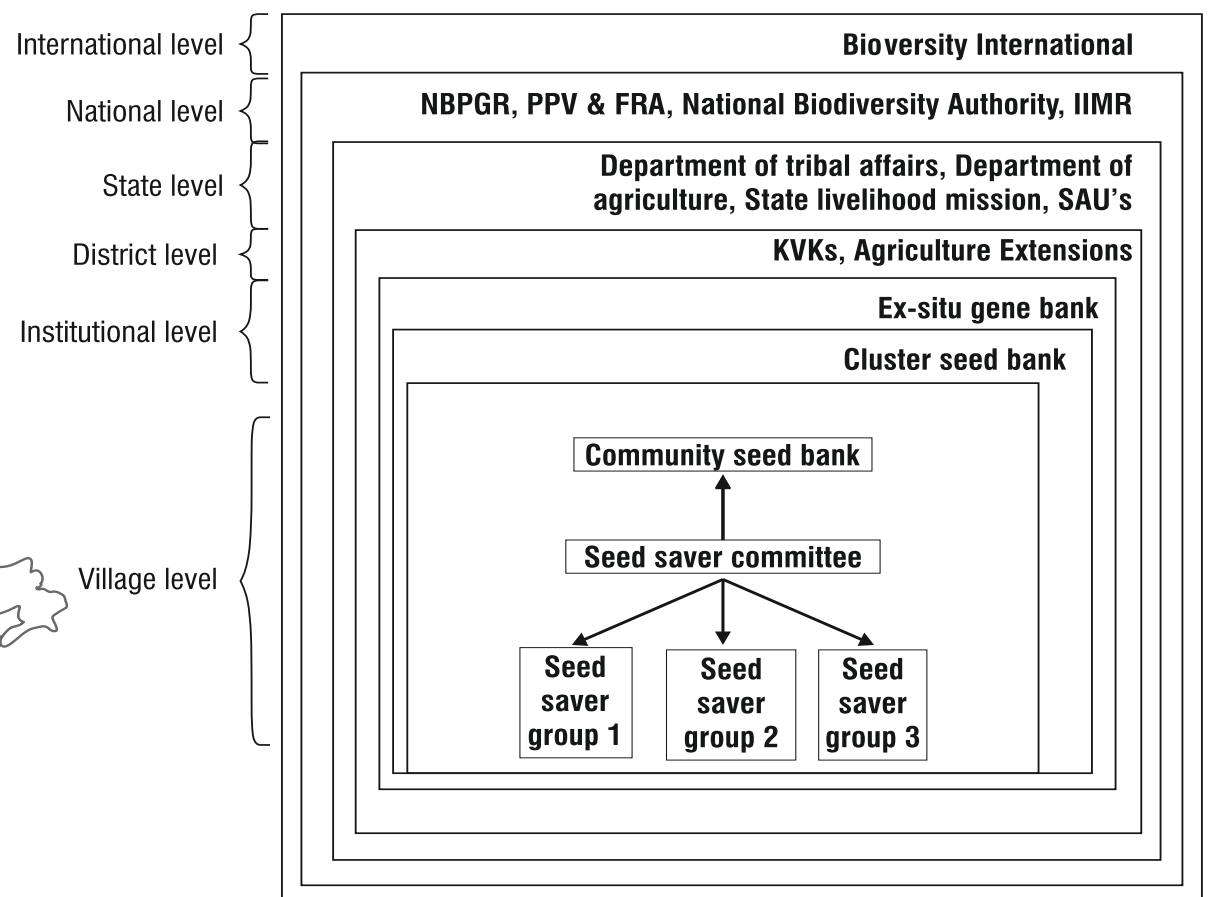 International level
Bioversity International
National level
NBPGR, PPV & FRA, National Biodiversity Authority, IIMR
State level
Department of tribal affairs, Department of
agriculture, State livelihood mission, SAU's
District level
KVKs, Agriculture Extensions
Institutional level
Ex-situ gene bank
Cluster seed bank
Village level
Community seed bank
Seed saver committee
Seed
saver
group 1
Seed
saver
group 2
Seed
saver
group 3